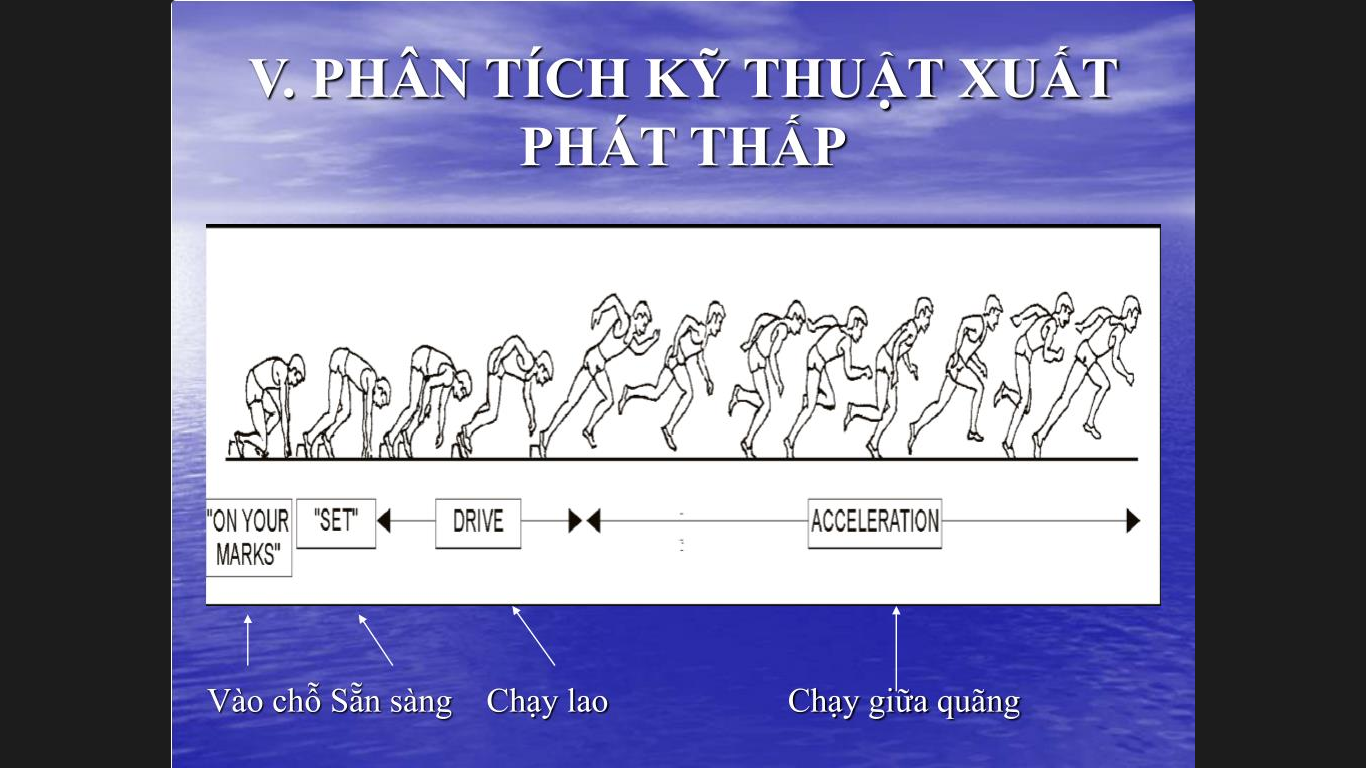 V. PHÂN TÍCH KỸ THUẬT XUẤT
PHÁT THẤP
"ON YOUR
MARKS"
"SET"
DRIVE
ACCELERATION
Vào chỗ Sẵn sàng Chạy lao Chạy giữa quãng